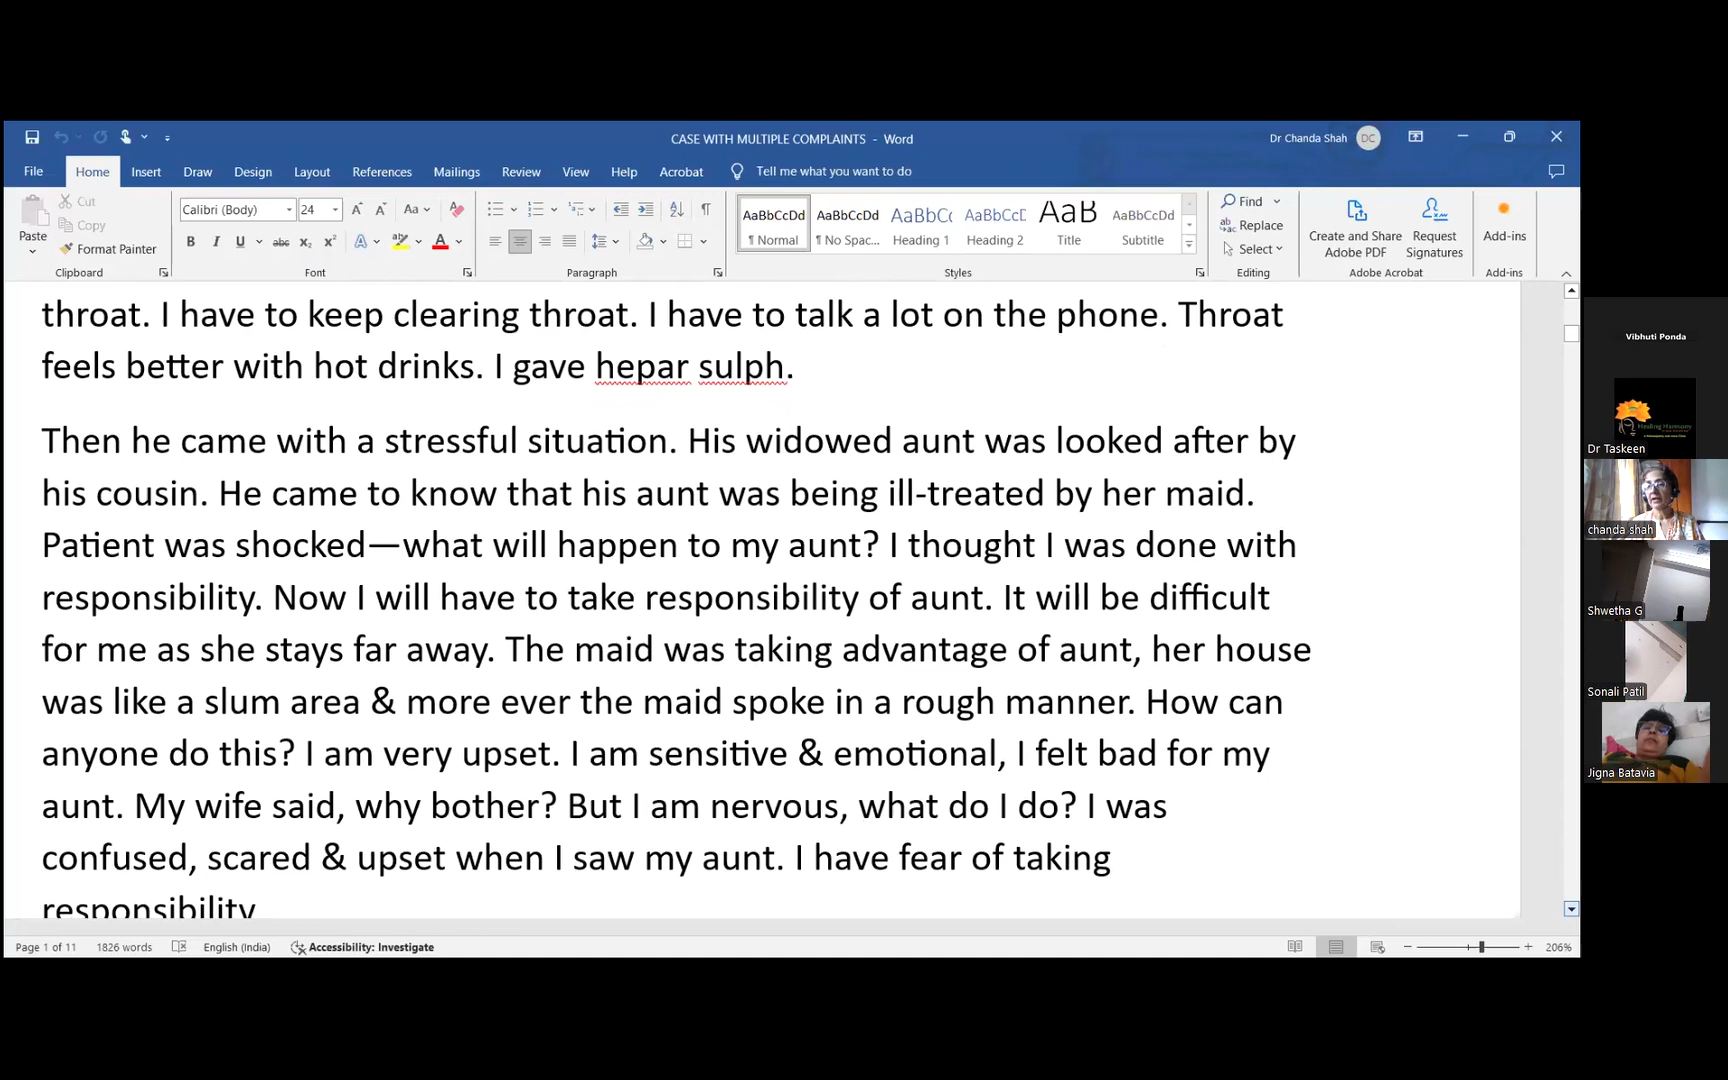 CASE WITH MULTIPLE COMPLAINTS - Word
Dr Chanda Shah
DC
File
Home
Insert
Draw
Design
Layout
References
Mailings
Review
View
Help
Acrobat
Tell me what you want to do
Paste
Cut
Copy
Format Painter
Clipboard
Calibri (Body)
24
Font
Paragraph
AaBbCcDd
¶ Normal
AaBbCcDd
¶ No Spac...
AaBbCc
Heading 1
AaBbCcD
Heading 2
AaB
Title
AaBbCcDd
Subtitle
Styles
Find
Replace
Select
Editing
Create and Share
Adobe PDF
Request
Signatures
Adobe Acrobat
Add-ins
Add-ins
throat. I have to keep clearing throat. I have to talk a lot on the phone. Throat
feels better with hot drinks. I gave hepar sulph.
Then he came with a stressful situation. His widowed aunt was looked after by
his cousin. He came to know that his aunt was being ill-treated by her maid.
Patient was shocked—what will happen to my aunt? I thought I was done with
responsibility. Now I will have to take responsibility of aunt. It will be difficult
for me as she stays far away. The maid was taking advantage of aunt, her house
was like a slum area & more ever the maid spoke in a rough manner. How can
anyone do this? I am very upset. I am sensitive & emotional, I felt bad for my
aunt. My wife said, why bother? But I am nervous, what do I do? I was
confused, scared & upset when I saw my aunt. I have fear of taking
responsibility
Page 1 of 11
1826 words
English (India)
Accessibility: Investigate
206%
Vibhuti Ponda
Healing Harmony
Dr Taskeen
chanda shah
Shwetha G
Sonali Patil
Jigna Batavia